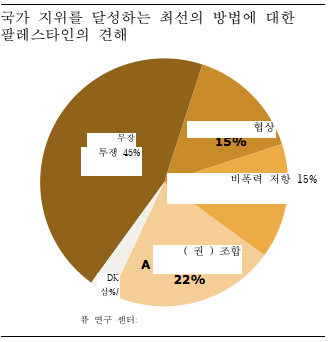 국가 지위를 달성하는 최선의 방법에 대한
팔레스타인의 견해
협상
15%
무장
투쟁 45%
비폭력 저항 15%
( 권 ) 조합
A
22%
DK
삼%/
퓨 연구 센터: